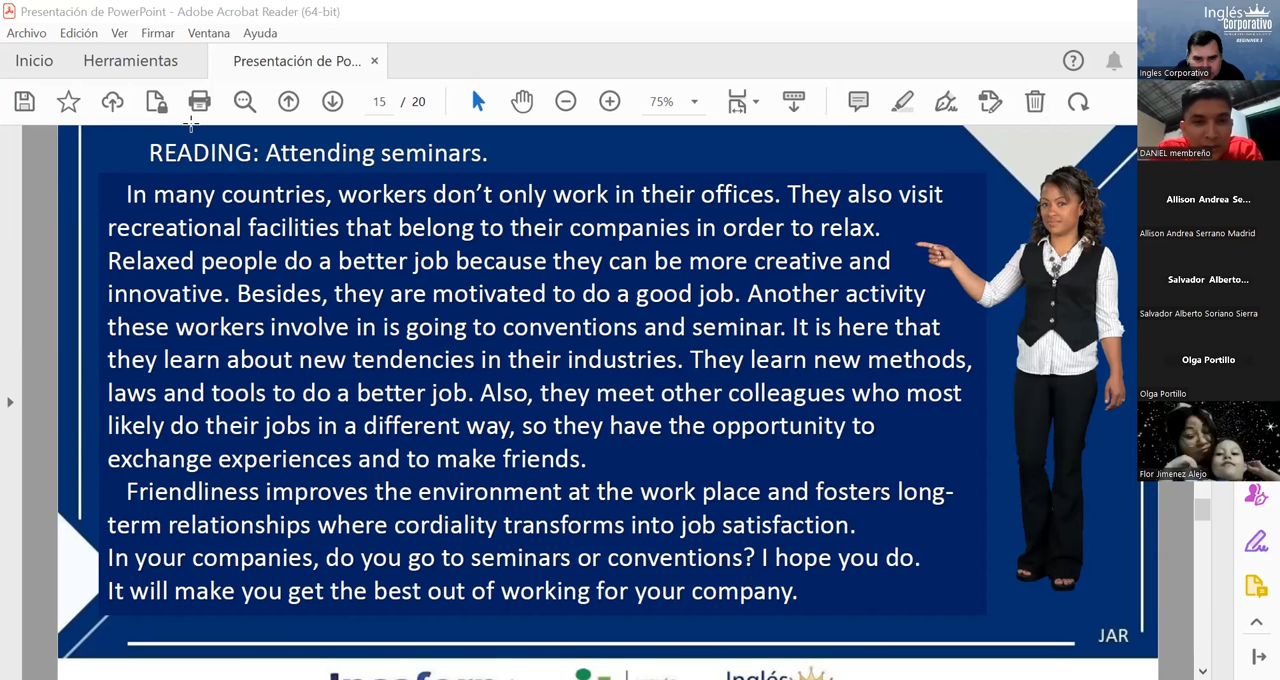 Presentación de PowerPoint - Adobe Acrobat Reader (64-bit)
Archivo Edición Ver Firmar Ventana Ayuda
Inicio Herramientas Presentación de Po... ×
15 / 20 75%
READING: Attending seminars.
In many countries, workers don’t only work in their offices. They also visit
recreational facilities that belong to their companies in order to relax.
Relaxed people do a better job because they can be more creative and
innovative. Besides, they are motivated to do a good job. Another activity
these workers involve in is going to conventions and seminar. It is here that
they learn about new tendencies in their industries. They learn new methods,
laws and tools to do a better job. Also, they meet other colleagues who most
likely do their jobs in a different way, so they have the opportunity to
exchange experiences and to make friends.
Friendliness improves the environment at the work place and fosters long-
term relationships where cordiality transforms into job satisfaction.
In your companies, do you go to seminars or conventions? I hope you do.
It will make you get the best out of working for your company.
JAR
Inglés
Corporativo
BEGINNER 3
Ingles Corporativo
DANIEL membreño
Allison Andrea Se...
Allison Andrea Serrano Madrid
Salvador Alberto...
Salvador Alberto Soriano Sierra
Olga Portillo
Olga Portillo
Flor Jimenez Alejo